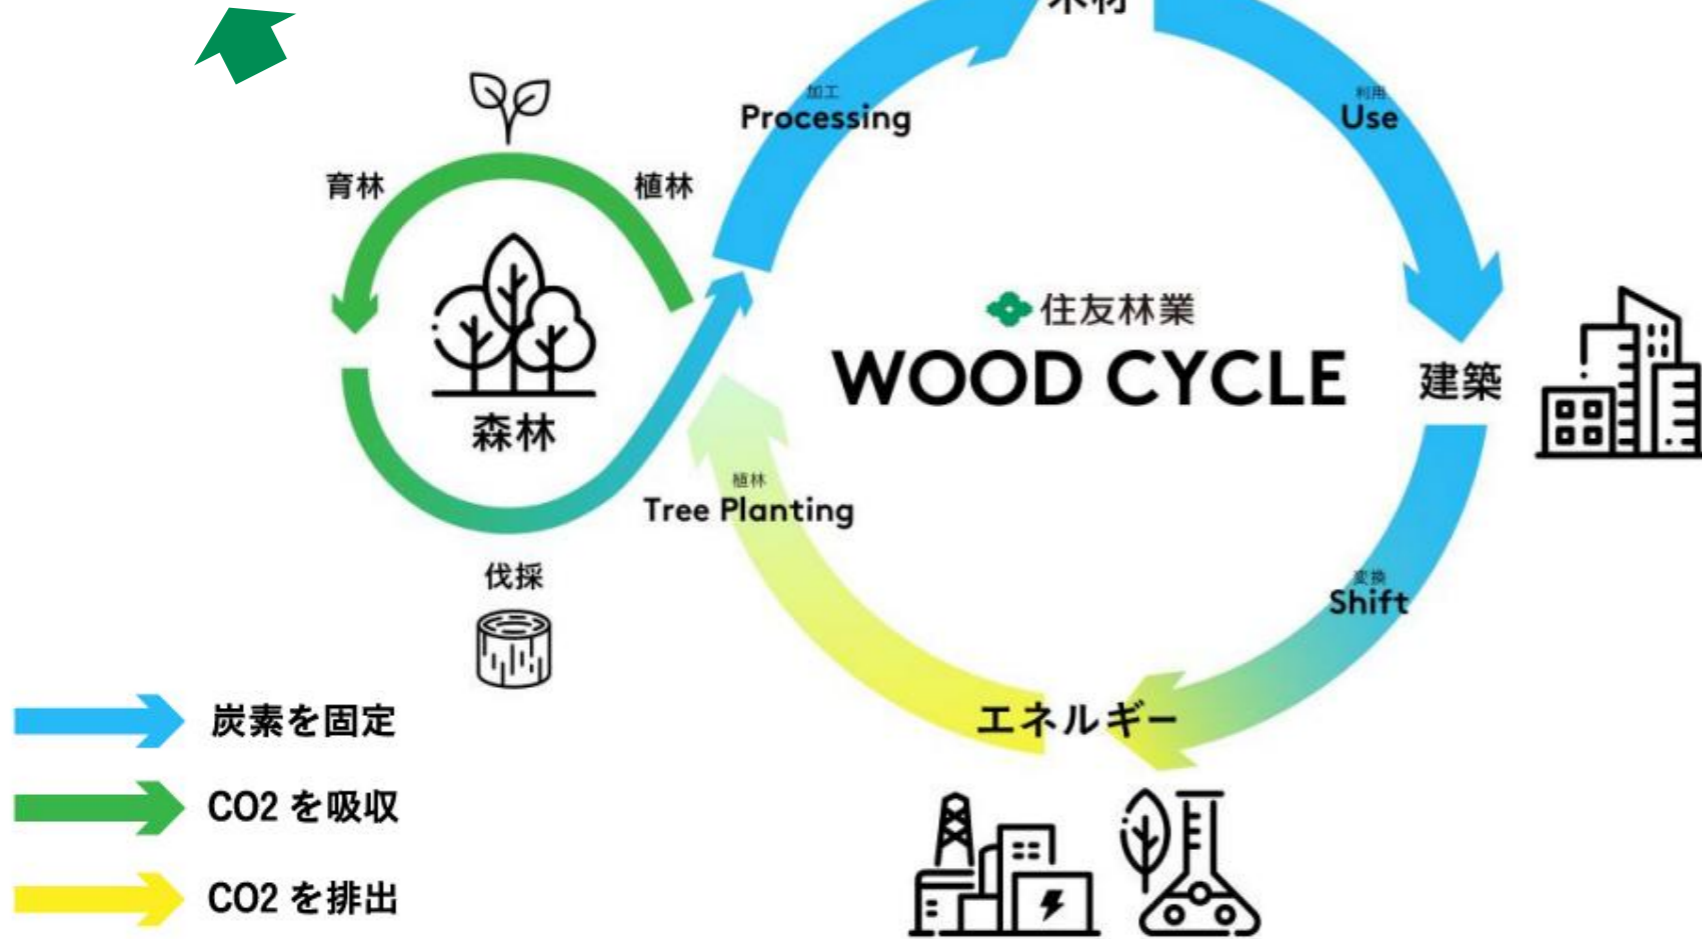 木材
加工
Processing
利用
Use
育林
植林
住友林業
WOOD CYCLE
建築
森林
植林
Tree Planting
伐採
変換
Shift
エネルギー
炭素を固定
CO2 を吸収
CO2 を排出